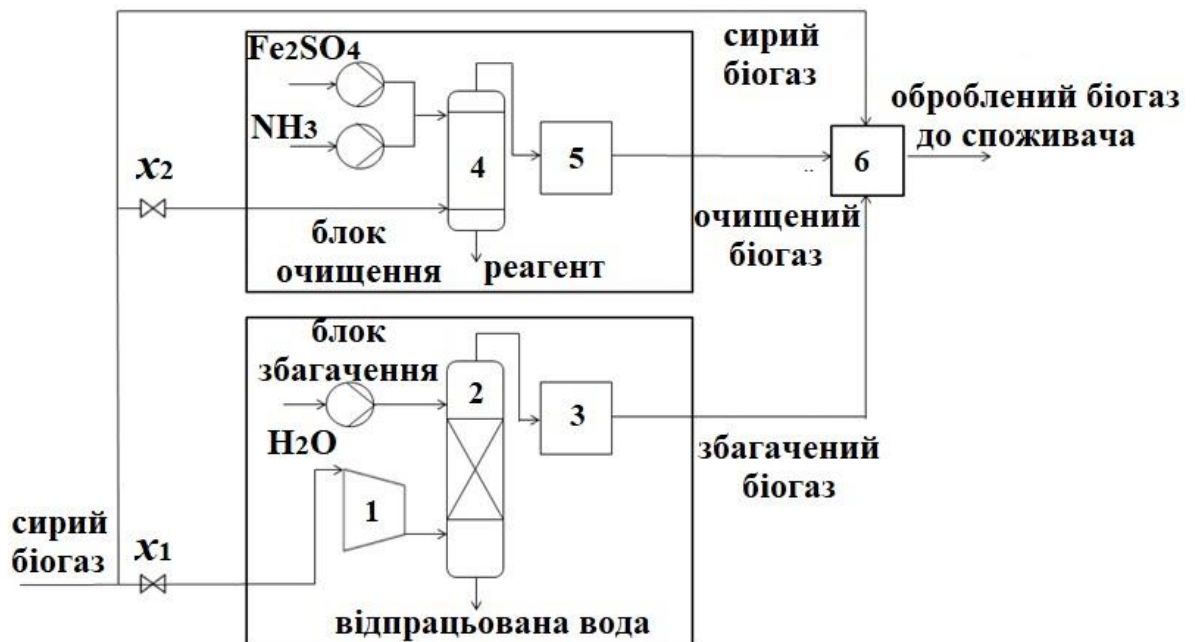 Fe2SO4
NH3
x2
4
5
блок
очищення
реагент
сирий
біогаз
оброблений біогаз
до споживача
6
очищений
біогаз
блок
збагачення
H2O
1
2
3
збагачений
біогаз
сирий
біогаз
x1
відпрацьована вода